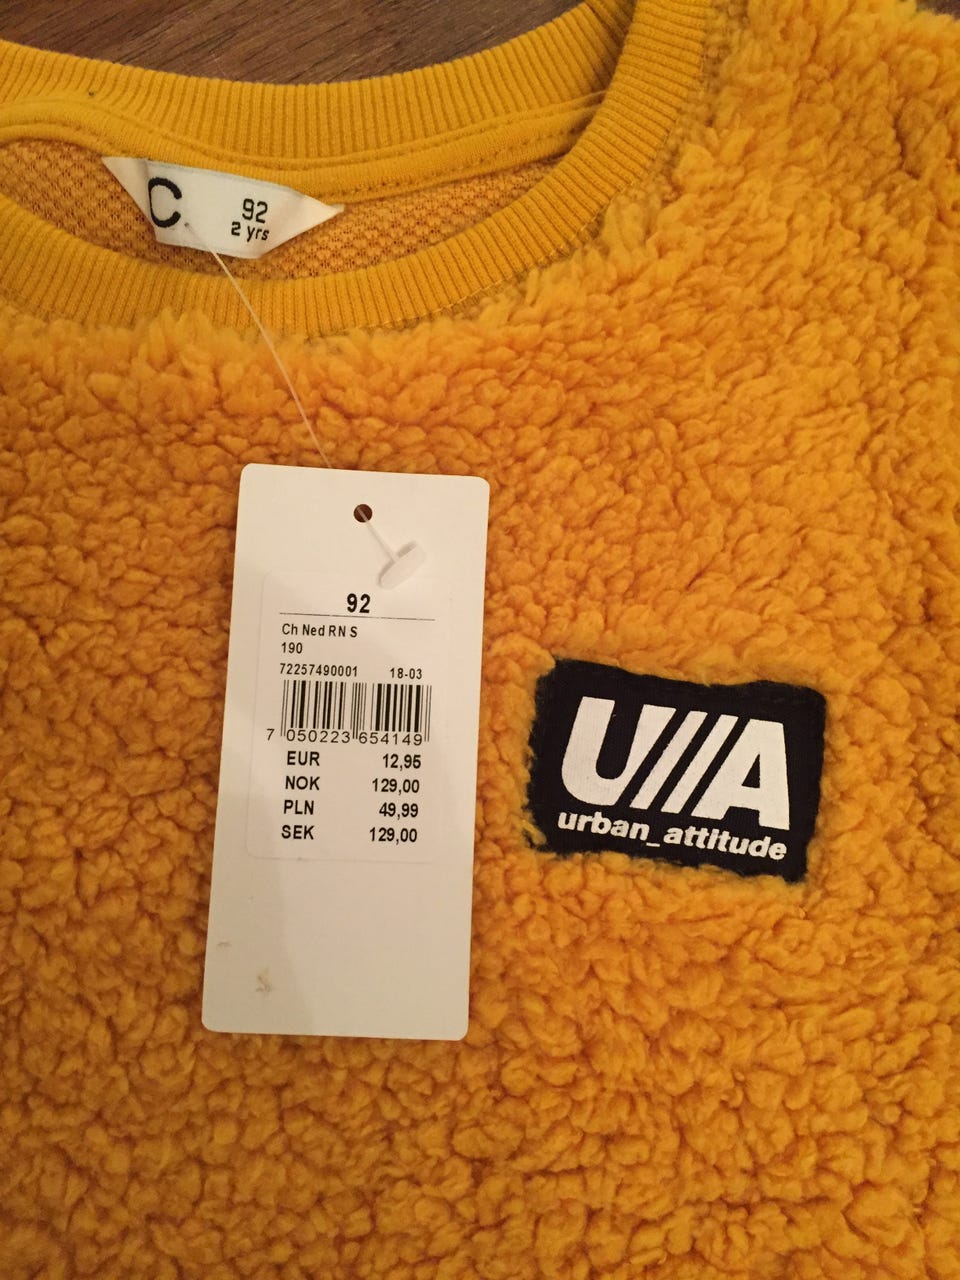 C.
92
2 yrs
92
Ch Ned RN S
190
72257490001 18-03
7 050223 654149
EUR 12,95
NOK 129,00
PLN 49,99
SEK 129,00
U///A
urban_attitude